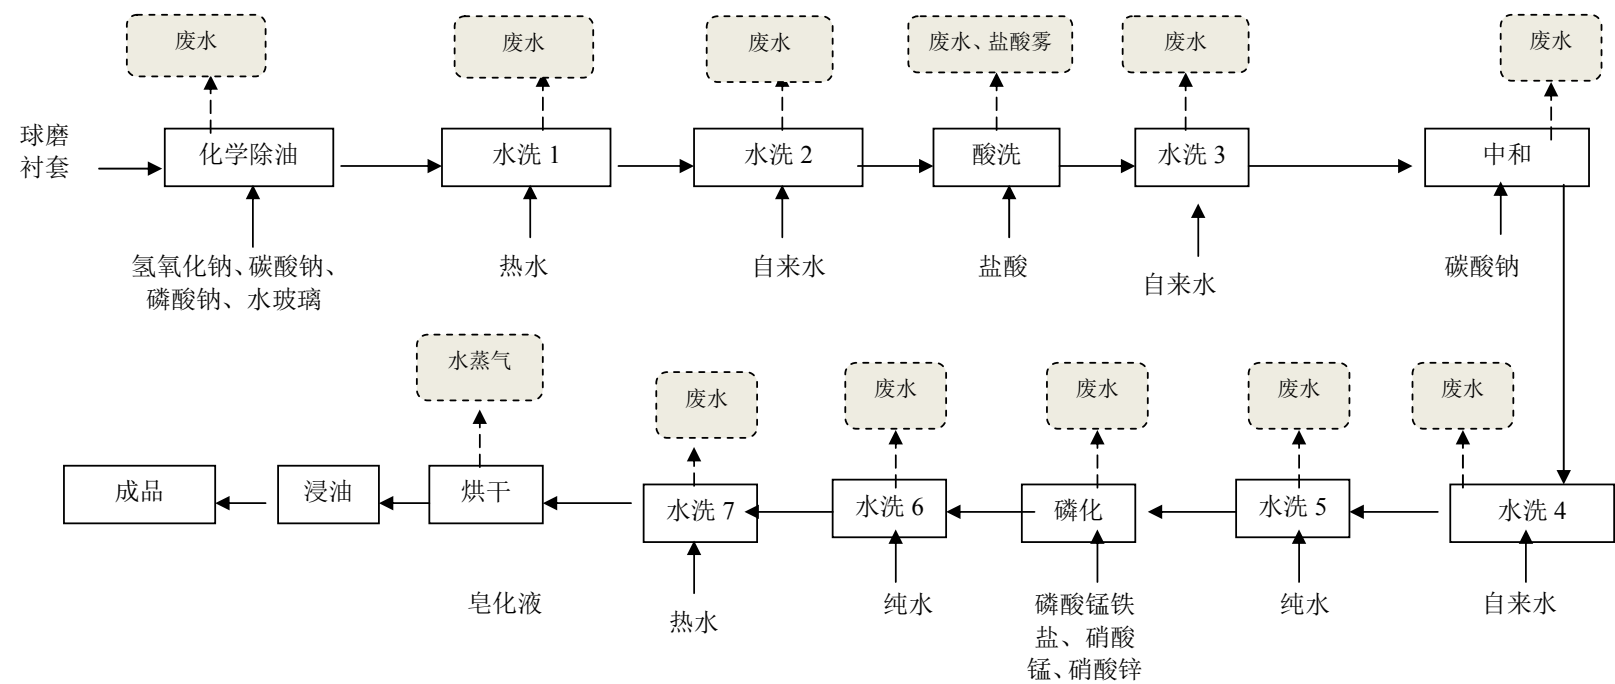 废水
废水
废水
废水、盐酸雾
废水
废水
球磨
衬套
化学除油
水洗 1
水洗 2
酸洗
水洗 3
中和
氢氧化钠、碳酸钠、
磷酸钠、水玻璃
热水
自来水
盐酸
自来水
碳酸钠
水蒸气
废水
废水
废水
废水
废水
成品
浸油
烘干
水洗 7
水洗 6
磷化
水洗 5
水洗 4
皂化液
热水
纯水
磷酸锰铁
盐、硝酸
锰、硝酸锌
纯水
自来水